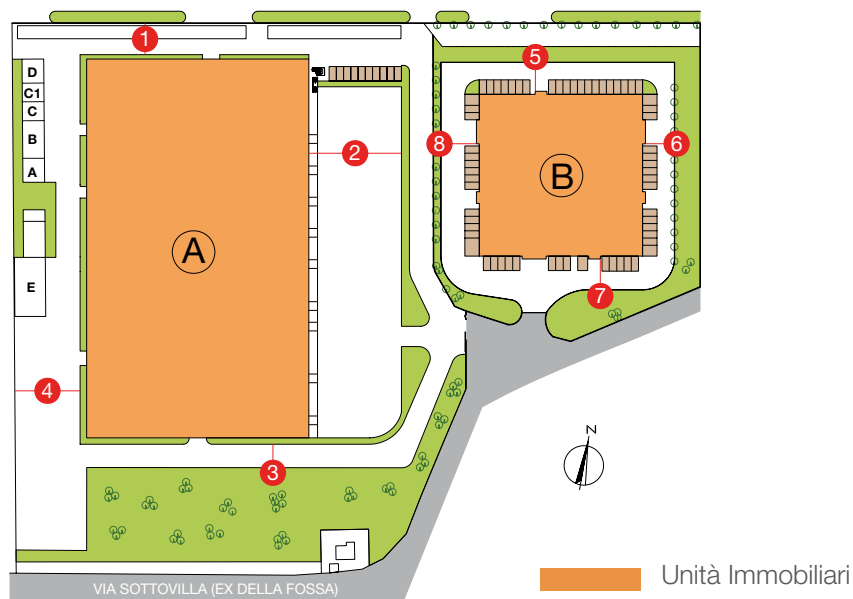 1
5
D
C1
C
B
A
E
2
8
6
B
A
7
4
3
N
VIA SOTTOVILLA (EX DELLA FOSSA)
Unità Immobiliari